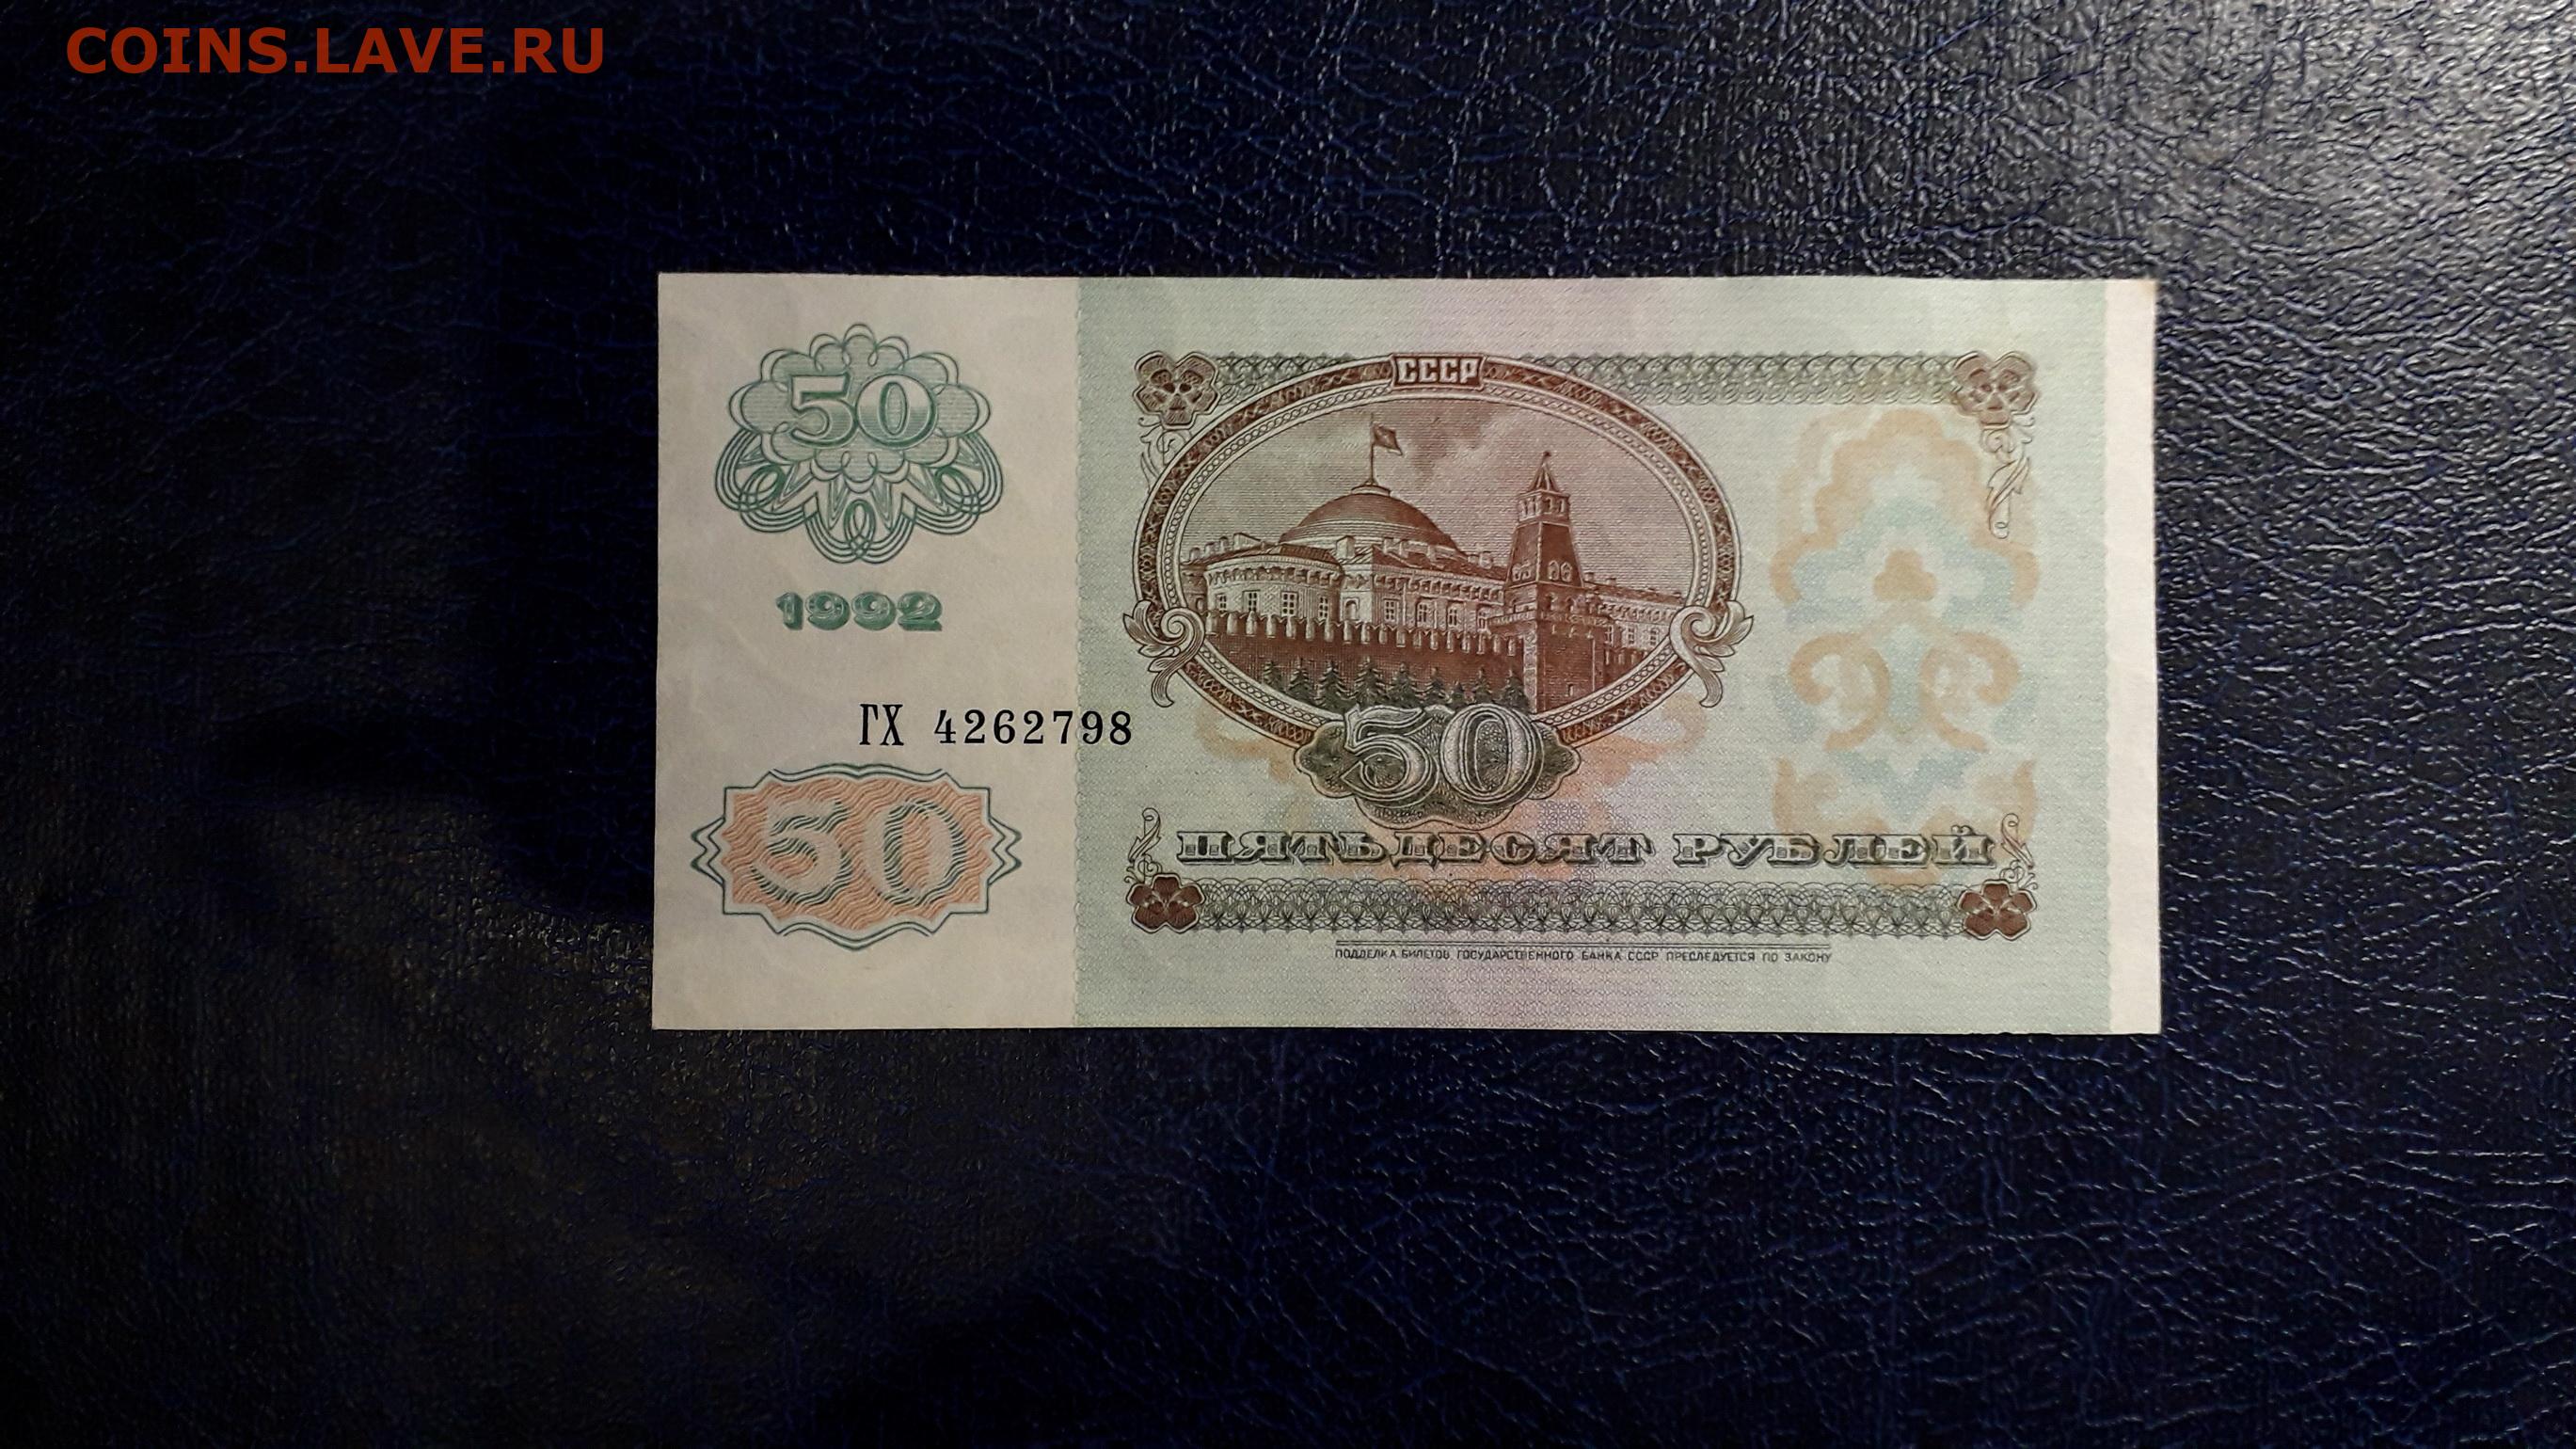 COINS.LAVE.RU
50
СССР
1992
ГХ 4262798
50
50
ПЯТЬДЕСЯТ РУБЛЕЙ
ПОДДЕЛКА БИЛЕТОВ ГОСУДАРСТВЕННОГО БАНКА СССР ПРЕСЛЕДУЕТСЯ ПО ЗАКОНУ